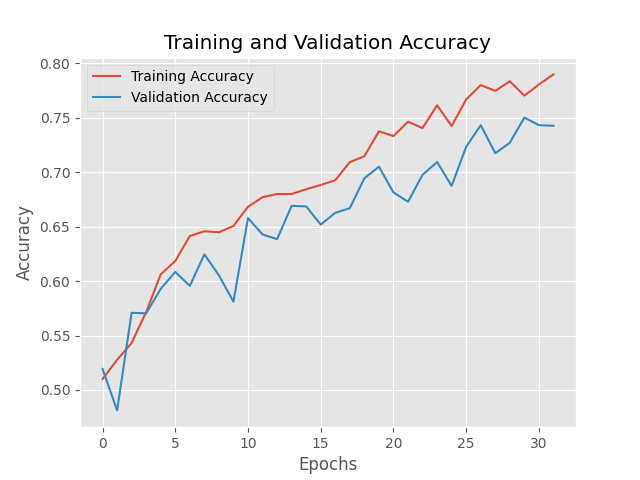 Training and Validation Accuracy
Training Accuracy
Validation Accuracy
Accuracy
0.80
0.75
0.70
0.65
0.60
0.55
0.50
0 5 10 15 20 25 30
Epochs